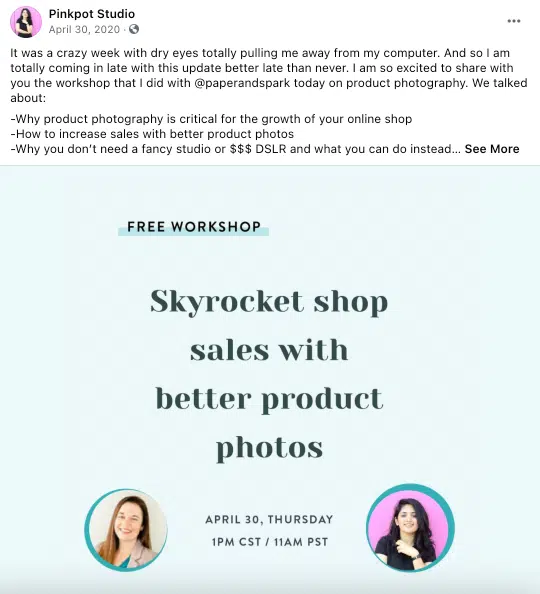 Pinkpot Studio
April 30, 2020 ·
It was a crazy week with dry eyes totally pulling me away from my computer. And so I am
totally coming in late with this update better late than never. I am so excited to share with
you the workshop that I did with @paperandspark today on product photography. We talked
about:
-Why product photography is critical for the growth of your online shop
-How to increase sales with better product photos
-Why you don’t need a fancy studio or $$$ DSLR and what you can do instead... See More
FREE WORKSHOP
Skyrocket shop
sales with
better product
photos
APRIL 30, THURSDAY
1PM CST / 11AM PST